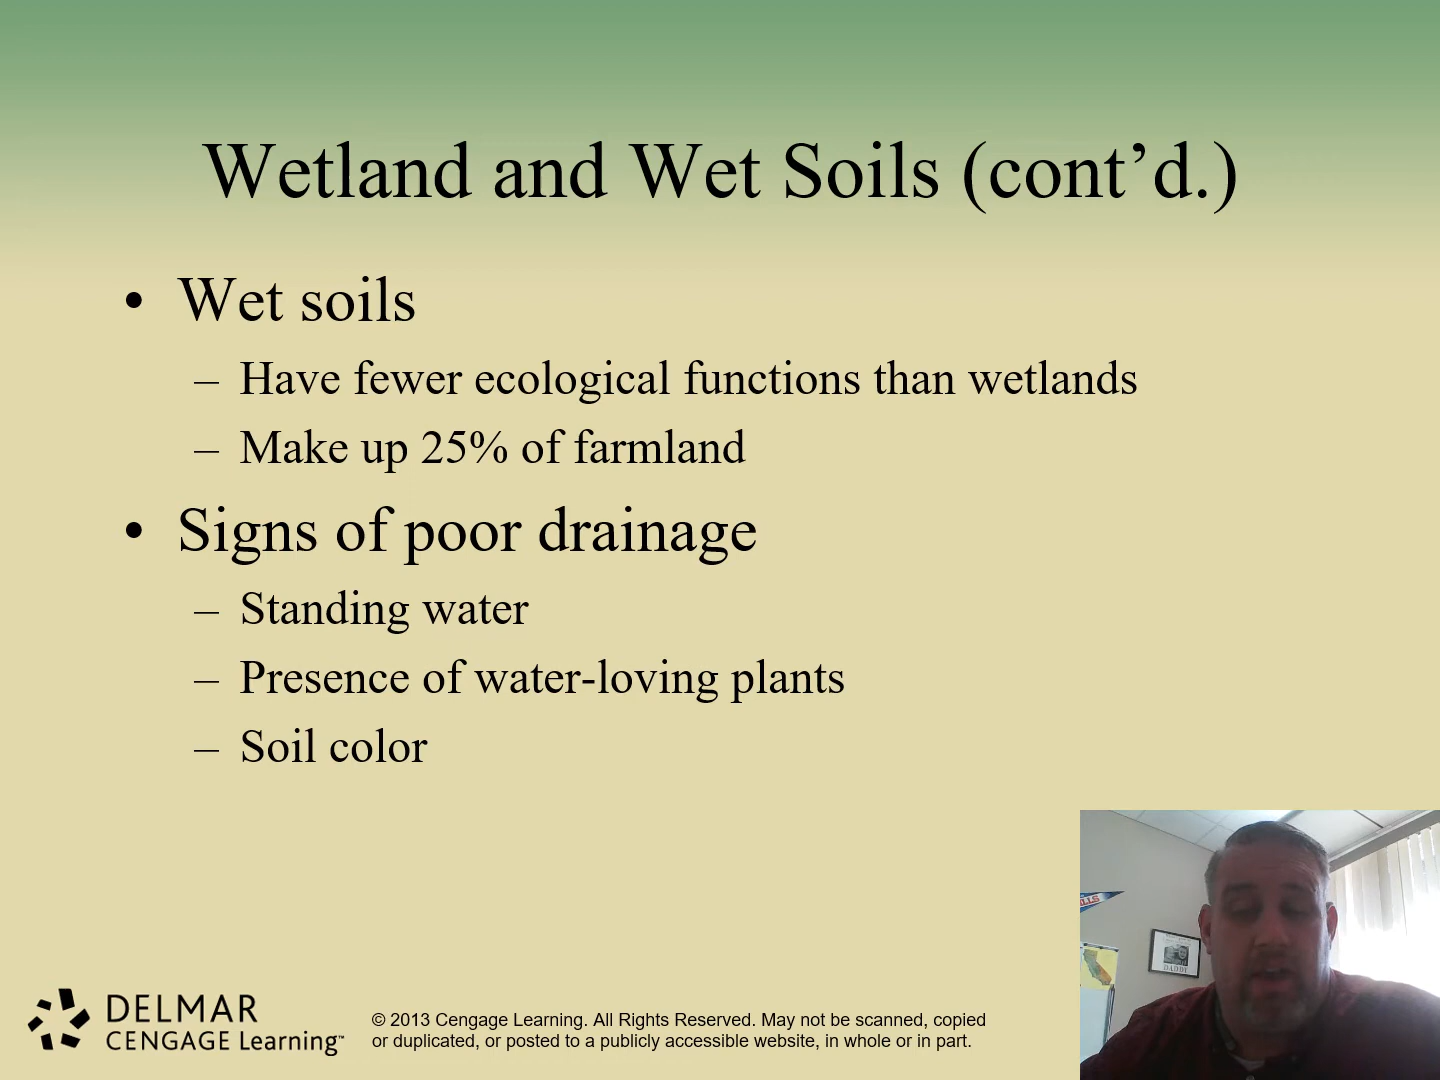 Wetland and Wet Soils (cont’d.)
• Wet soils
– Have fewer ecological functions than wetlands
– Make up 25% of farmland
• Signs of poor drainage
– Standing water
– Presence of water-loving plants
– Soil color
DELMAR
CENGAGE Learning™
© 2013 Cengage Learning. All Rights Reserved. May not be scanned, copied
or duplicated, or posted to a publicly accessible website, in whole or in part.
DADDY